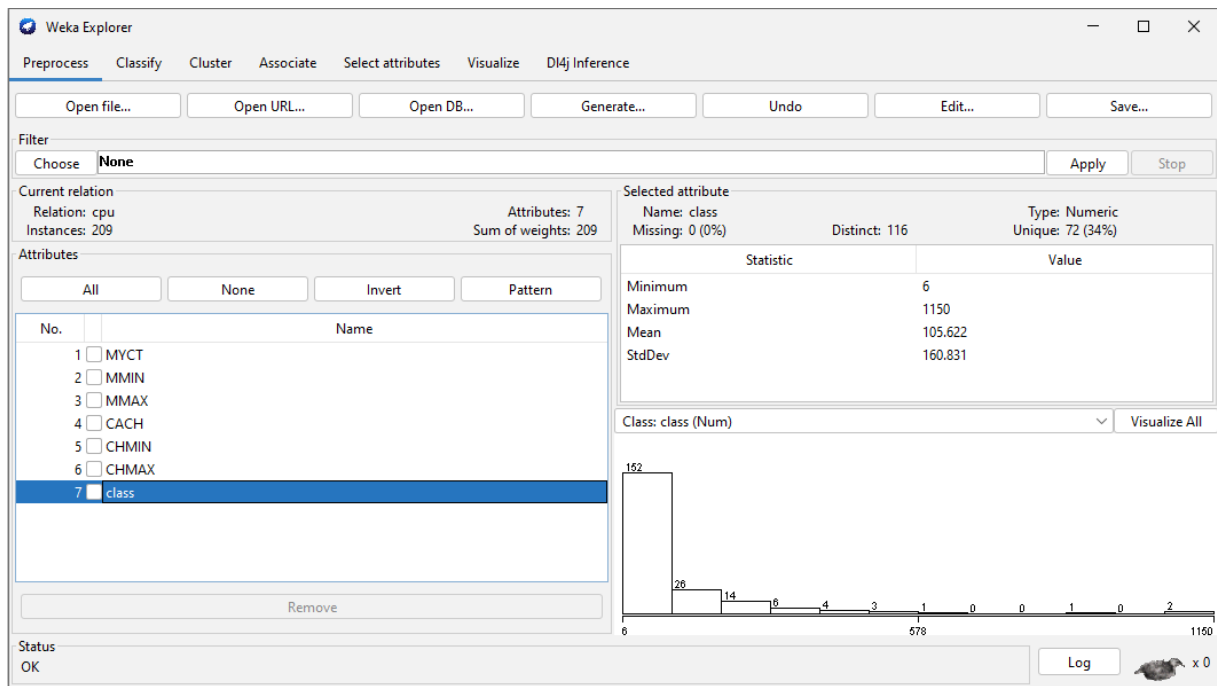 Weka Explorer
Preprocess Classify Cluster Associate Select attributes Visualize Dl4j Inference
Open file... Open URL... Open DB... Generate... Undo Edit... Save...
Filter
Choose None Apply Stop
Current relation
Relation: cpu Attributes: 7
Instances: 209 Sum of weights: 209
Attributes
All None Invert Pattern
No. Name
1 MYCT
2 MMIN
3 MMAX
4 CACH
5 CHMIN
6 CHMAX
7 class
Remove
Selected attribute
Name: class Type: Numeric
Missing: 0 (0%) Distinct: 116 Unique: 72 (34%)
Statistic Value
Minimum 6
Maximum 1150
Mean 105.622
StdDev 160.831
Class: class (Num) Visualize All
152
26
14
6 4 3 1 0 0 1 0 2
6 578 1150
Status
OK Log x 0